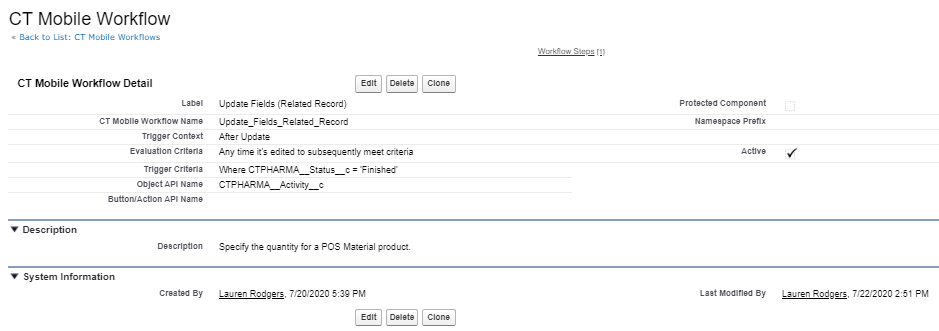 CT Mobile Workflow
« Back to List: CT Mobile Workflows
Workflow Steps [1]
CT Mobile Workflow Detail Edit Delete Clone
Label Update Fields (Related Record) Protected Component
CT Mobile Workflow Name Update_Fields_Related_Record Namespace Prefix
Trigger Context After Update
Evaluation Criteria Any time it's edited to subsequently meet criteria Active
Trigger Criteria Where CTPHARMA__Status__c = 'Finished'
Object API Name CTPHARMA__Activity__c
Button/Action API Name
Description
Description Specify the quantity for a POS Material product.
System Information
Created By Lauren Rodgers, 7/20/2020 5:39 PM Last Modified By Lauren Rodgers, 7/22/2020 2:51 PM
Edit Delete Clone